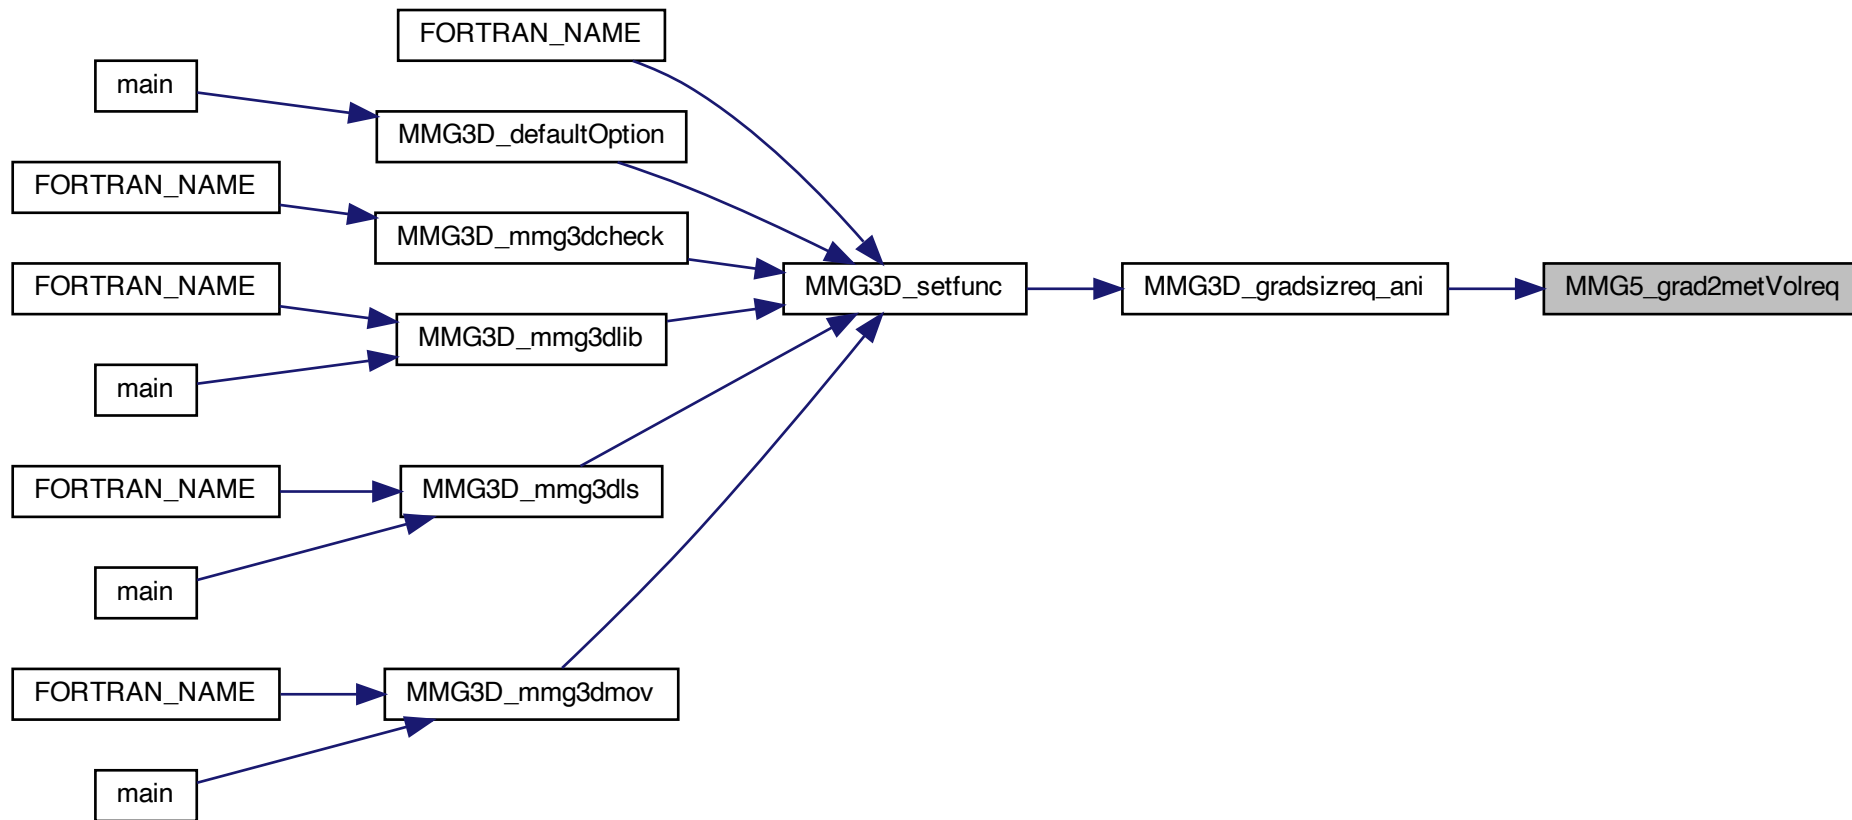 FORTRAN_NAME
main
MMG3D_defaultOption
FORTRAN_NAME
MMG3D_mmg3dcheck
FORTRAN_NAME
MMG3D_setfunc
MMG3D_gradsizreq_ani
MMG5_grad2metVolreq
MMG3D_mmg3dlib
main
FORTRAN_NAME
MMG3D_mmg3dls
main
FORTRAN_NAME
MMG3D_mmg3dmov
main